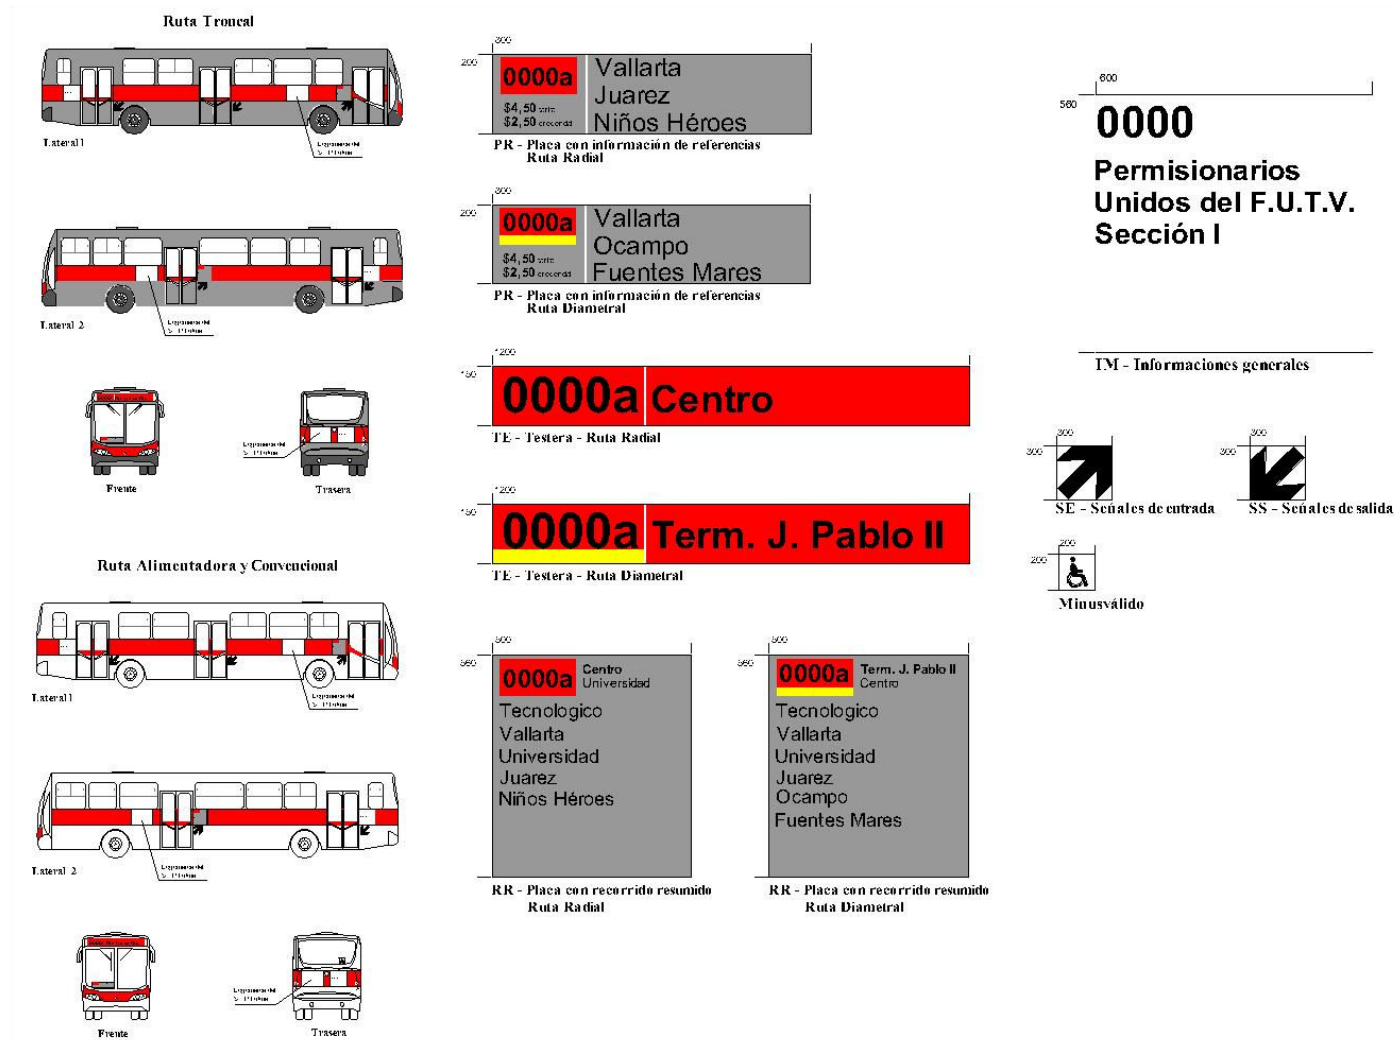 Ruta Troncal
Lateral 1
Lateral 2
Frente
Trasera
Ruta Alimentadora y Convencional
Lateral 1
Lateral 2
Frente
Trasera
300
200
0000a
$4,50
$2,50
Vallarta
Juarez
Niños Héroes
PR - Placa con información de referencias
Ruta Radial
300
200
0000a
$4,50
$2,50
Vallarta
Ocampo
Fuentes Mares
PR - Placa con información de referencias
Ruta Diametral
1200
150
0000a Centro
TE - Testera - Ruta Radial
1200
150
0000a Term. J. Pablo II
TE - Testera - Ruta Diametral
500
560
0000a
Centro
Universidad
Tecnologico
Vallarta
Universidad
Juarez
Niños Héroes
RR - Placa con recorrido resumido
Ruta Radial
500
560
0000a
Term. J. Pablo II
Centro
Tecnologico
Vallarta
Universidad
Juarez
Ocampo
Fuentes Mares
RR - Placa con recorrido resumido
Ruta Diametral
600
560
0000
Permisionarios
Unidos del F.U.T.V.
Sección I
IM - Informaciones generales
300
300
SE - Señales de entrada
300
300
SS - Señales de salida
200
200
Minusválido